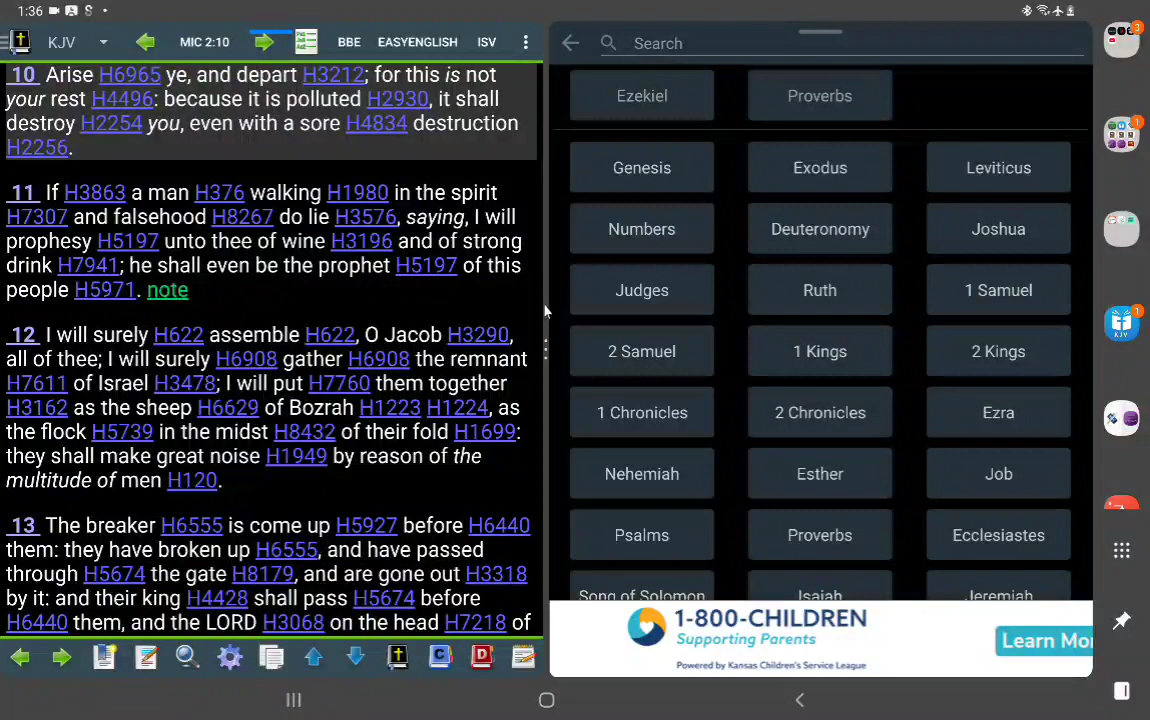 1:36
KJV
MIC 2:10
BBE
EASYENGLISH
ISV
10 Arise H6965 ye, and depart H3212; for this is not
your rest H4496: because it is polluted H2930, it shall
destroy H2254 you, even with a sore H4834 destruction
H2256.
11 If H3863 a man H376 walking H1980 in the spirit
H7307 and falsehood H8267 do lie H3576, saying, I will
prophesy H5197 unto thee of wine H3196 and of strong
drink H7941; he shall even be the prophet H5197 of this
people H5971. note
12 I will surely H622 assemble H622, O Jacob H3290,
all of thee; I will surely H6908 gather H6908 the remnant
H7611 of Israel H3478; I will put H7760 them together
H3162 as the sheep H6629 of Bozrah H1223 H1224, as
the flock H5739 in the midst H8432 of their fold H1699:
they shall make great noise H1949 by reason of the
multitude of men H120.
13 The breaker H6555 is come up H5927 before H6440
them: they have broken up H6555, and have passed
through H5674 the gate H8179, and are gone out H3318
by it: and their king H4428 shall pass H5674 before
H6440 them, and the LORD H3068 on the head H7218 of
Search
Ezekiel
Proverbs
Genesis
Exodus
Leviticus
Numbers
Deuteronomy
Joshua
Judges
Ruth
1 Samuel
2 Samuel
1 Kings
2 Kings
1 Chronicles
2 Chronicles
Ezra
Nehemiah
Esther
Job
Psalms
Proverbs
Ecclesiastes
Song of Solomon
Isaiah
Jeremiah
1-800-CHILDREN
Supporting Parents
Powered by Kansas Children's Service League
Learn Mor
3
1
1
KJV